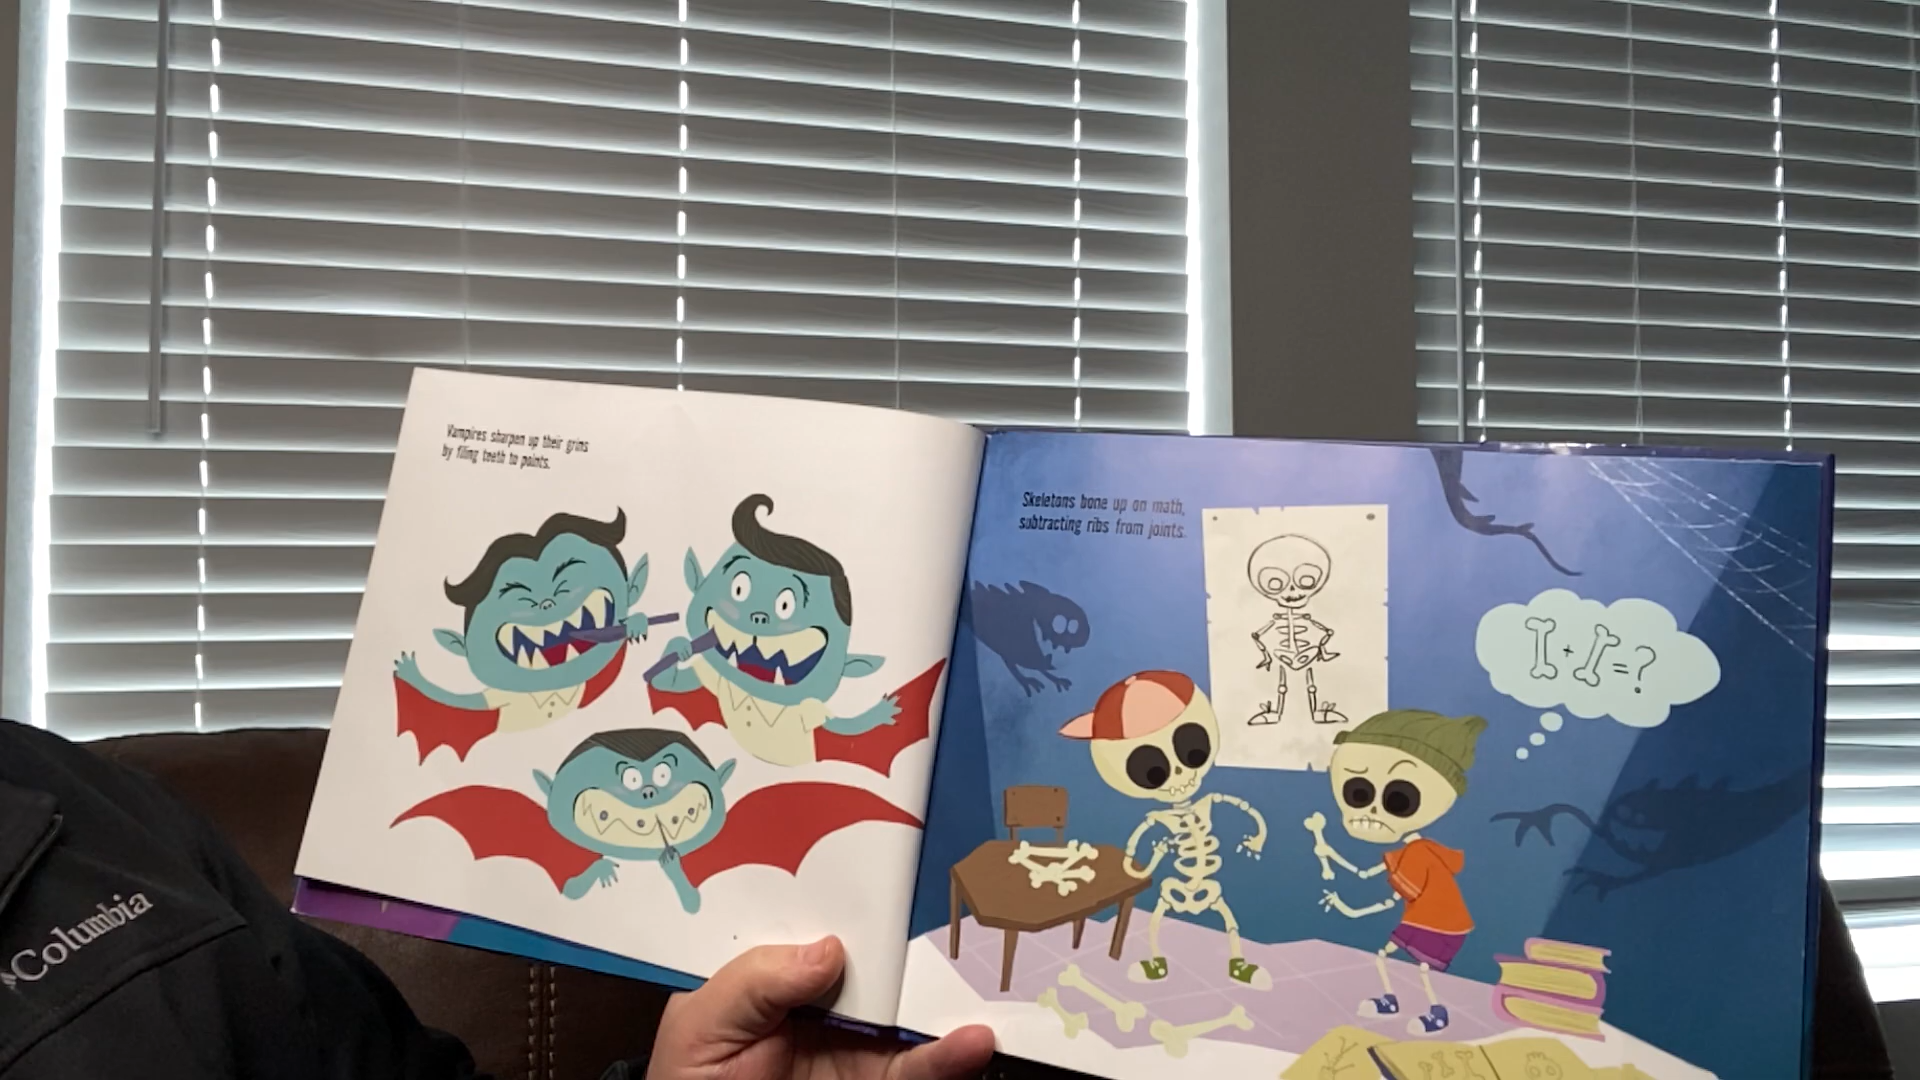 Vampires sharpen up their grins
by filing teeth to points.
Skeletons bone up on math,
subtracting ribs from joints.
I + I = ?
Columbia